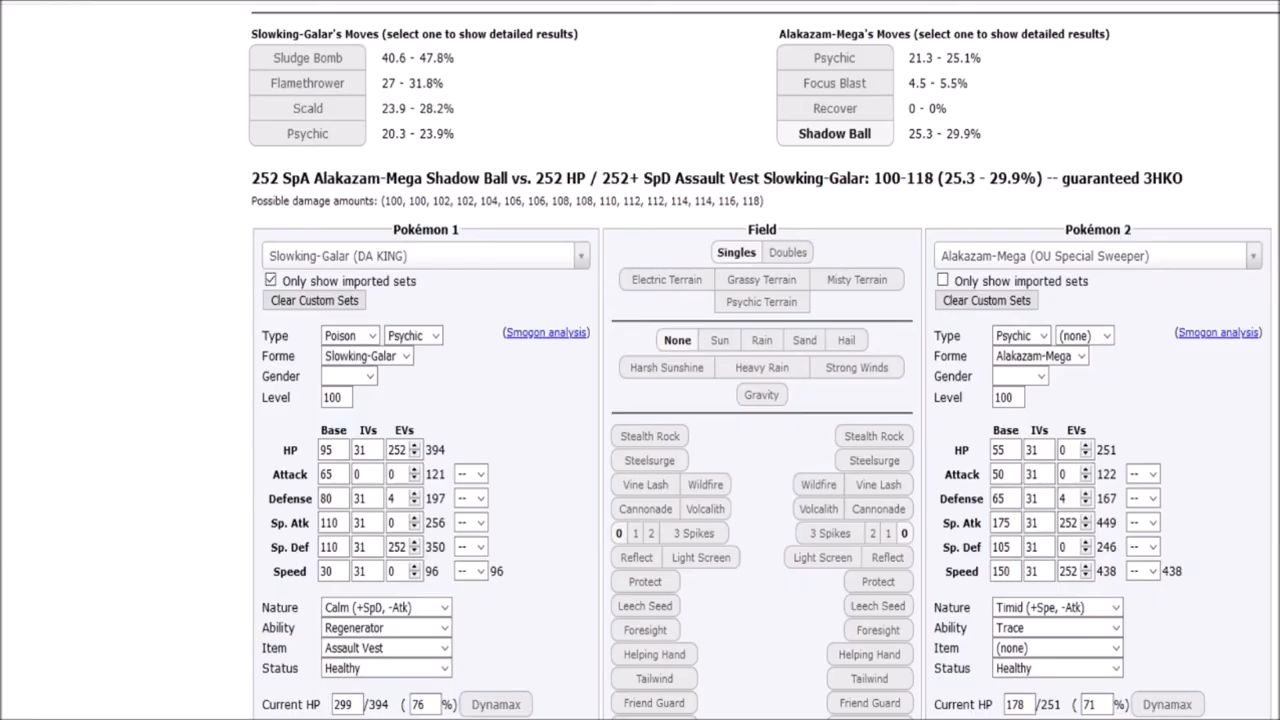 Slowking-Galar's Moves (select one to show detailed results)
Alakazam-Mega's Moves (select one to show detailed results)
Sludge Bomb 40.6 - 47.8%
Psychic 21.3 - 25.1%
Flamethrower 27 - 31.8%
Focus Blast 4.5 - 5.5%
Scald 23.9 - 28.2%
Recover 0 - 0%
Psychic 20.3 - 23.9%
Shadow Ball 25.3 - 29.9%
252 SpA Alakazam-Mega Shadow Ball vs. 252 HP / 252+ SpD Assault Vest Slowking-Galar: 100-118 (25.3 - 29.9%) -- guaranteed 3HKO
Possible damage amounts: (100, 100, 102, 102, 104, 106, 106, 108, 108, 110, 112, 112, 114, 114, 116, 118)
Pokémon 1
Slowking-Galar (DA KING)
Only show imported sets
Clear Custom Sets
Type Poison Psychic (Smogon analysis)
Forme Slowking-Galar
Gender
Level 100
Base IVs EVs
HP 95 31 252 394
Attack 65 0 0 121 --
Defense 80 31 4 197 --
Sp. Atk 110 31 0 256 --
Sp. Def 110 31 252 350 --
Speed 30 31 0 96 -- 96
Nature Calm (+SpD, -Atk)
Ability Regenerator
Item Assault Vest
Status Healthy
Current HP 299 /394 ( 76 %) Dynamax
Field
Singles Doubles
Electric Terrain Grassy Terrain Misty Terrain
Psychic Terrain
None Sun Rain Sand Hail
Harsh Sunshine Heavy Rain Strong Winds
Gravity
Stealth Rock Stealth Rock
Steelsurge Steelsurge
Vine Lash Wildfire Wildfire Vine Lash
Cannonade Volcalith Volcalith Cannonade
0 1 2 3 Spikes 3 Spikes 2 1 0
Reflect Light Screen Light Screen Reflect
Protect Protect
Leech Seed Leech Seed
Foresight Foresight
Helping Hand Helping Hand
Tailwind Tailwind
Friend Guard Friend Guard
Pokémon 2
Alakazam-Mega (OU Special Sweeper)
Only show imported sets
Clear Custom Sets
Type Psychic (none) (Smogon analysis)
Forme Alakazam-Mega
Gender
Level 100
Base IVs EVs
HP 55 31 0 251
Attack 50 31 0 122 --
Defense 65 31 4 167 --
Sp. Atk 175 31 252 449 --
Sp. Def 105 31 0 246 --
Speed 150 31 252 438 -- 438
Nature Timid (+Spe, -Atk)
Ability Trace
Item (none)
Status Healthy
Current HP 178 /251 ( 71 %) Dynamax